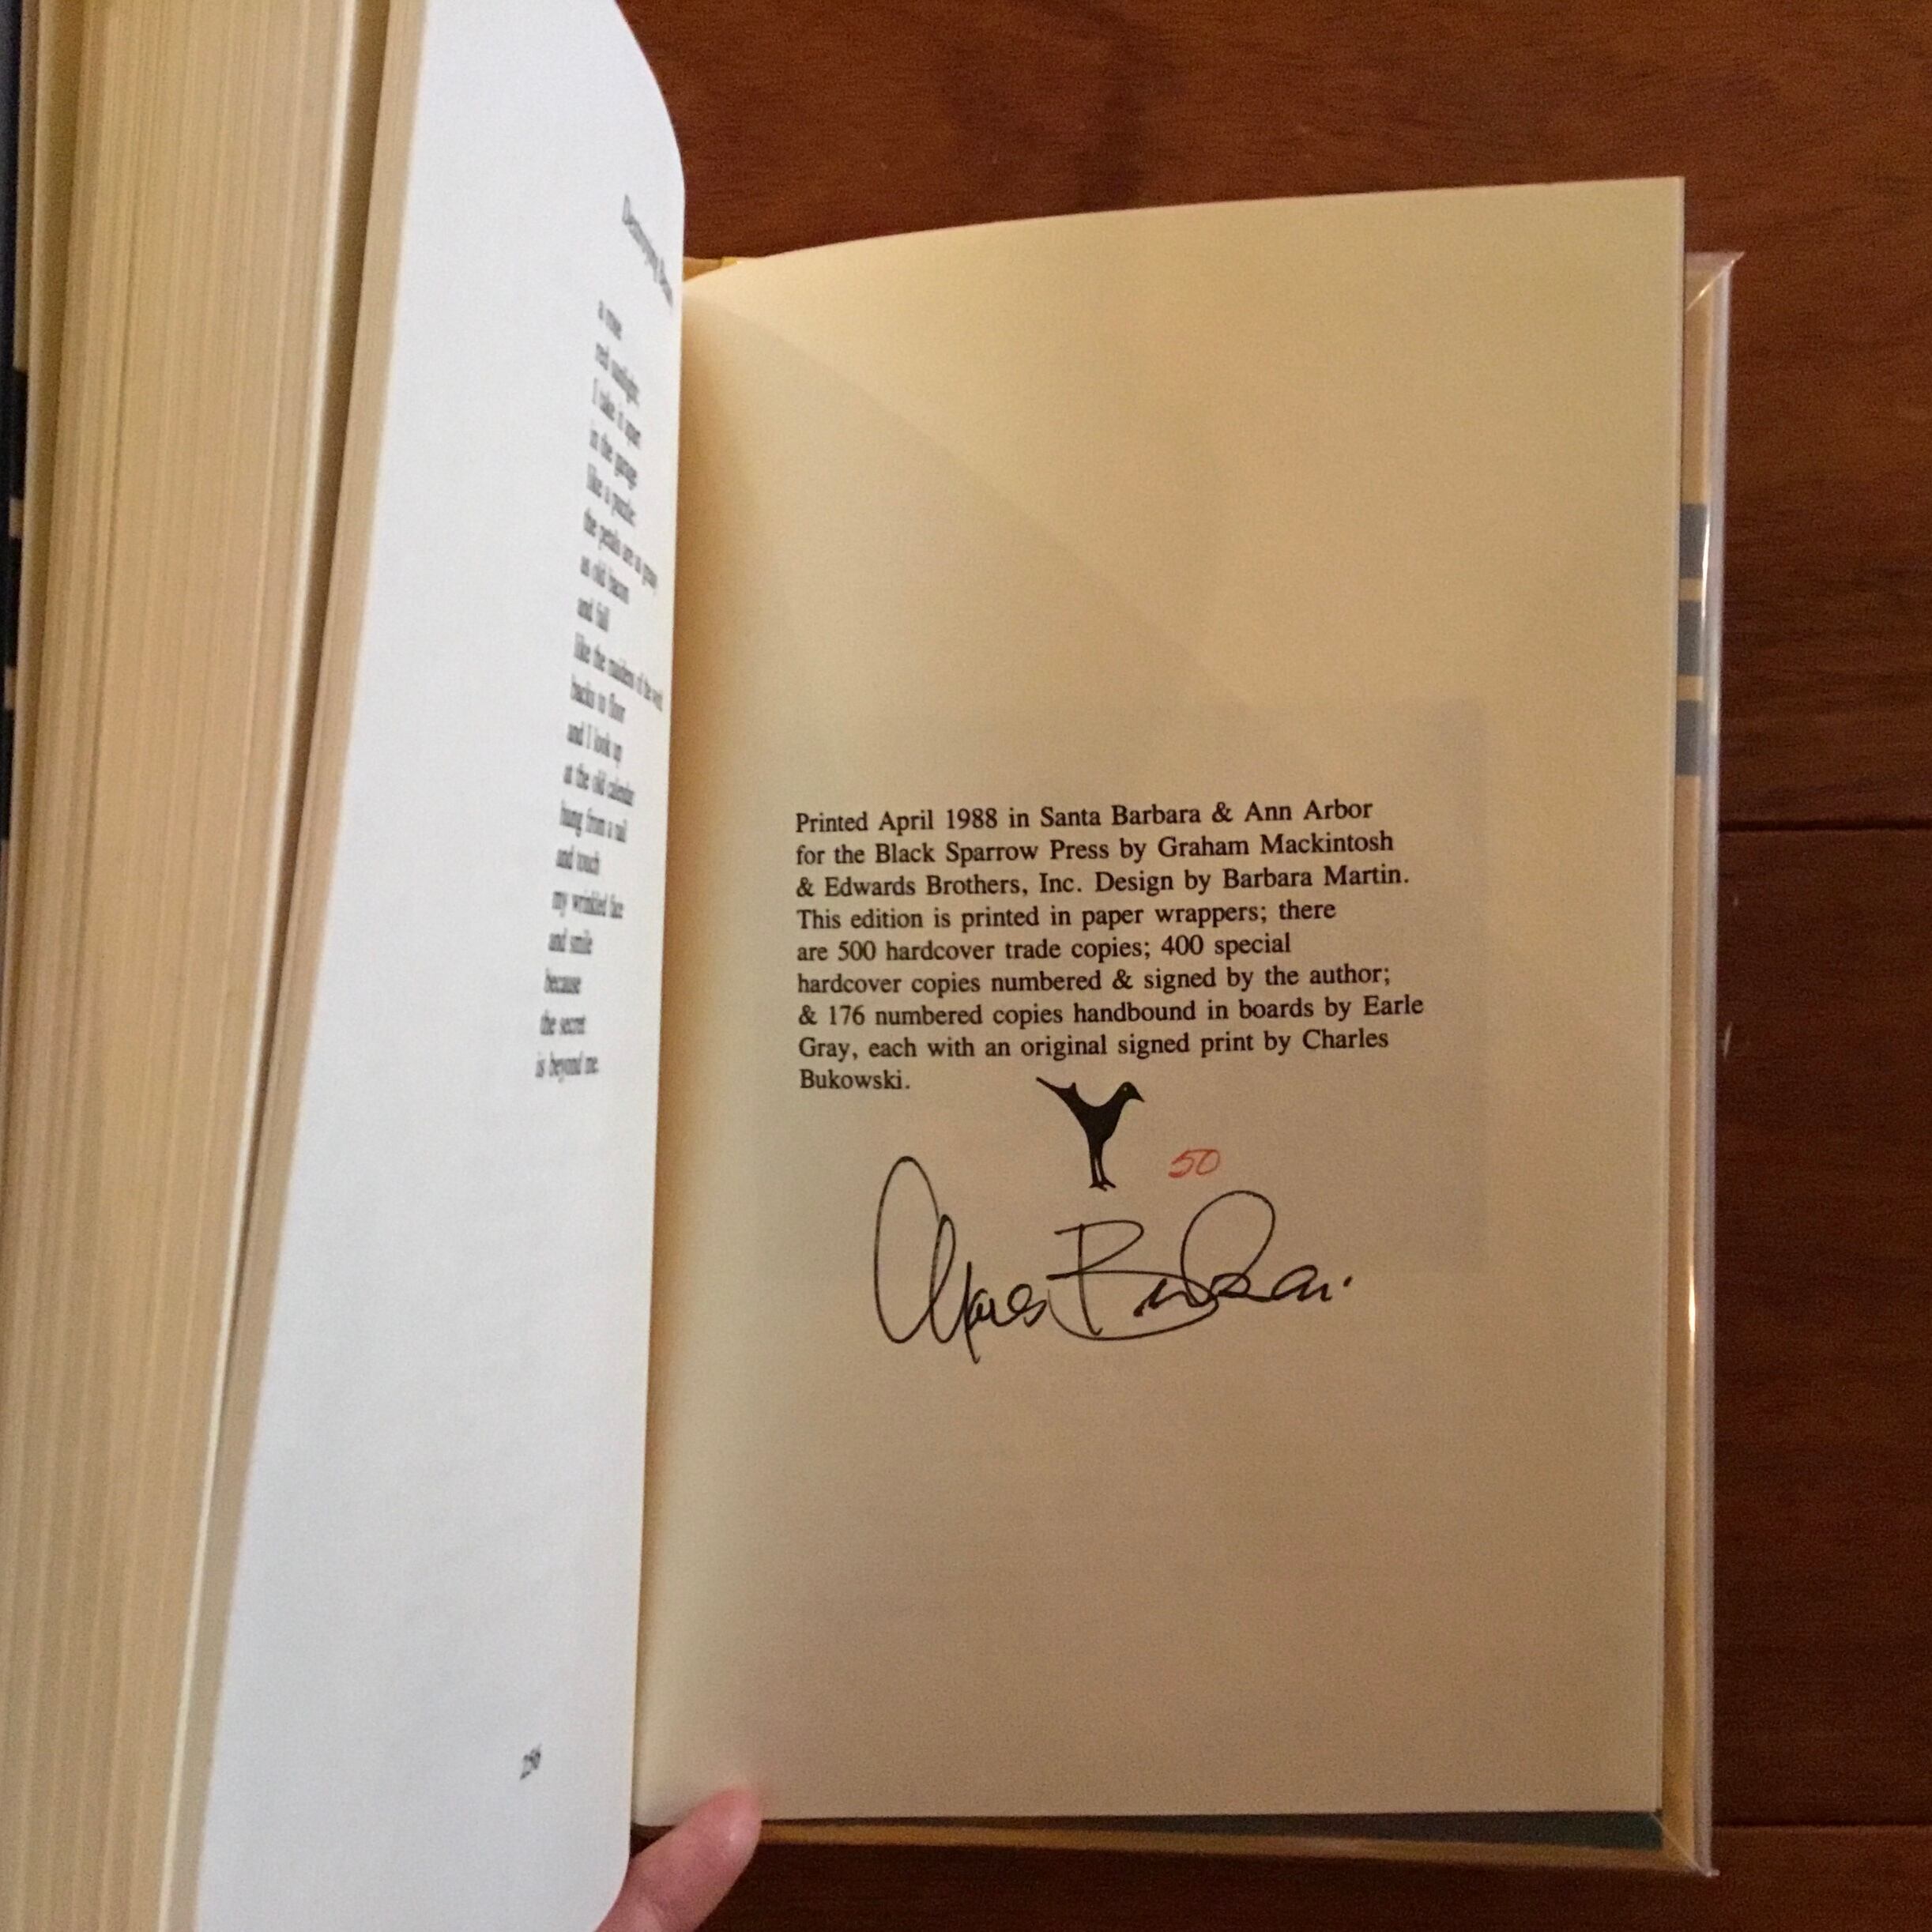 Destroying Beauty
a rose
red sunlight;
I take it apart
in the garage
like a puzzle:
the petals are as greasy
as old bacon
and fall
like the maidens of the world
backs to floor
and I look up
at the old calendar
hung from a nail
and touch
my wrinkled face
and smile
because
the secret
is beyond me.
256
Printed April 1988 in Santa Barbara & Ann Arbor
for the Black Sparrow Press by Graham Mackintosh
& Edwards Brothers, Inc. Design by Barbara Martin.
This edition is printed in paper wrappers; there
are 500 hardcover trade copies; 400 special
hardcover copies numbered & signed by the author;
& 176 numbered copies handbound in boards by Earle
Gray, each with an original signed print by Charles
Bukowski.
50
Charles Bukowski